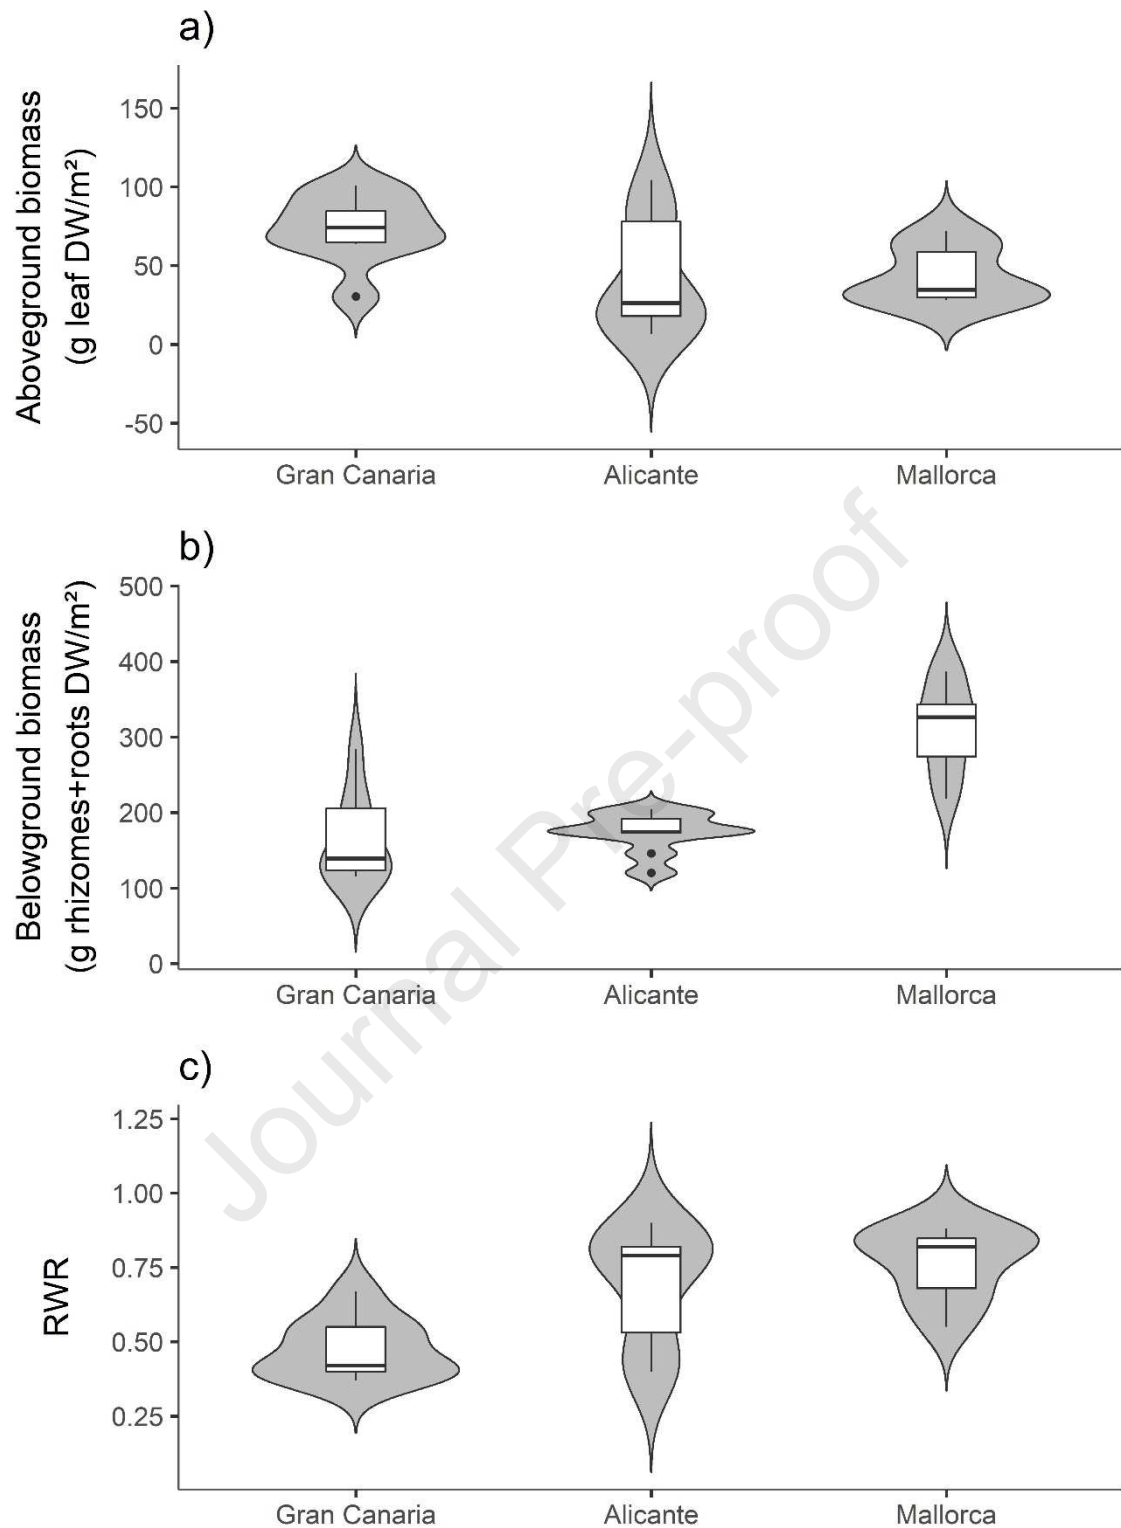 a)
Aboveground biomass
(g leaf DW/m²)
150
100
50
0
-50
Gran Canaria Alicante Mallorca
b)
Belowground biomass
(g rhizomes+roots DW/m²)
500
400
300
200
100
0
Gran Canaria Alicante Mallorca
c)
RWR
1.25
1.00
0.75
0.50
0.25
Gran Canaria Alicante Mallorca
Journal Pre-proof